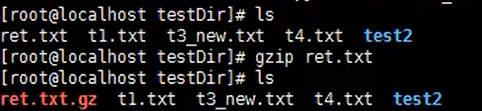 [root@localhost testDir]# ls
ret.txt  t1.txt  t3_new.txt  t4.txt  test2
[root@localhost testDir]# gzip ret.txt
[root@localhost testDir]# ls
ret.txt.gz  t1.txt  t3_new.txt  t4.txt  test2